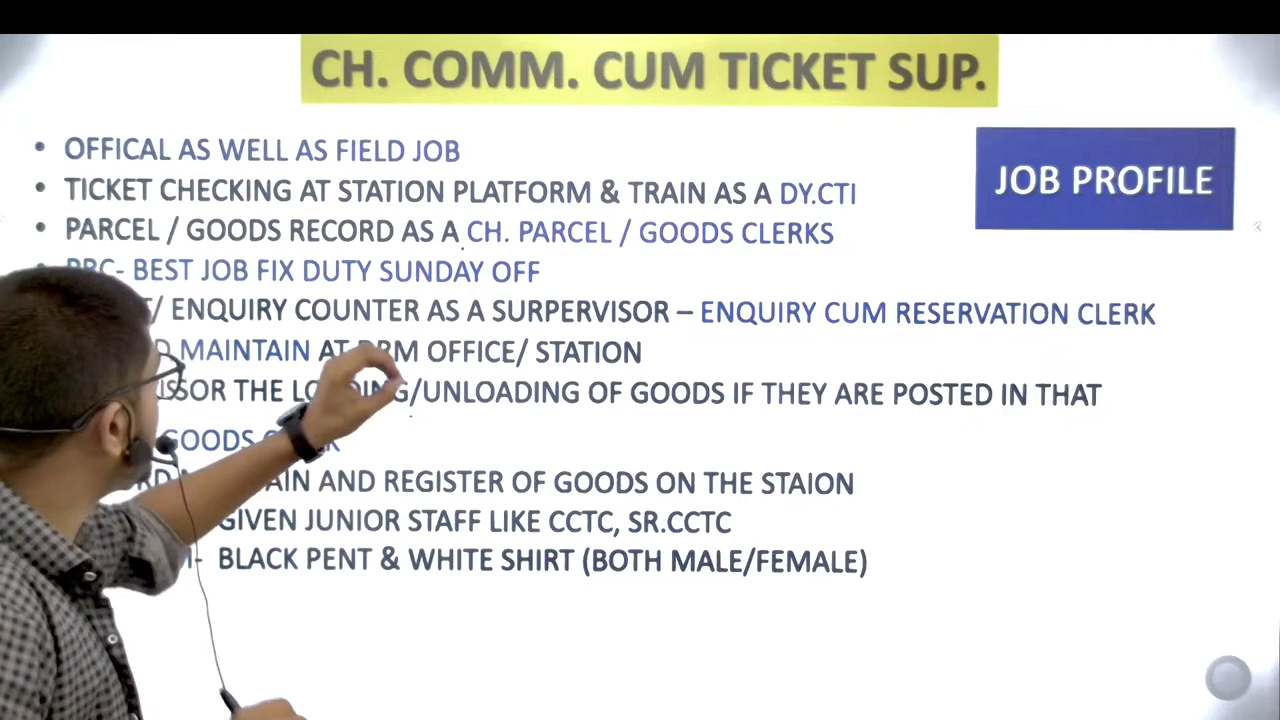 CH. COMM. CUM TICKET SUP.
JOB PROFILE
• OFFICAL AS WELL AS FIELD JOB
• TICKET CHECKING AT STATION PLATFORM & TRAIN AS A DY.CTI
• PARCEL / GOODS RECORD AS A CH. PARCEL / GOODS CLERKS
BEST JOB FIX DUTY SUNDAY OFF
/ ENQUIRY COUNTER AS A SURPERVISOR – ENQUIRY CUM RESERVATION CLERK
MAINTAIN AT DRM OFFICE/ STATION
THE LOADING/UNLOADING OF GOODS IF THEY ARE POSTED IN THAT
GOODS
AND REGISTER OF GOODS ON THE STAION
GIVEN JUNIOR STAFF LIKE CCTC, SR.CCTC
BLACK PENT & WHITE SHIRT (BOTH MALE/FEMALE)